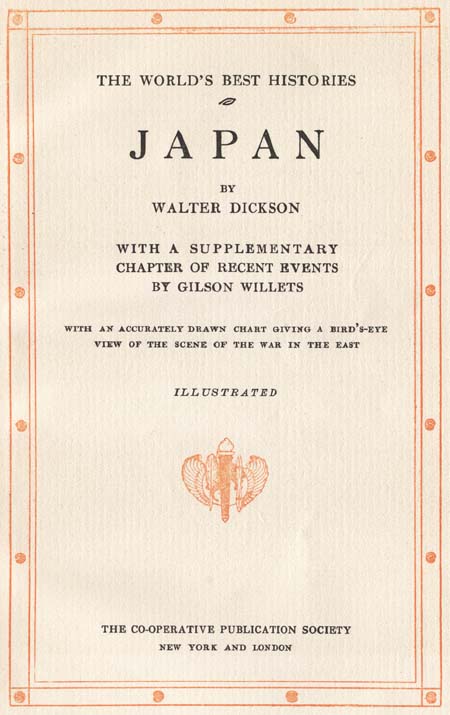 THE WORLD'S BEST HISTORIES
JAPAN
BY
WALTER DICKSON
WITH A SUPPLEMENTARY
CHAPTER OF RECENT EVENTS
BY GILSON WILLETS
WITH AN ACCURATELY DRAWN CHART GIVING A BIRD'S-EYE
VIEW OF THE SCENE OF THE WAR IN THE EAST
ILLUSTRATED
THE CO-OPERATIVE PUBLICATION SOCIETY
NEW YORK AND LONDON